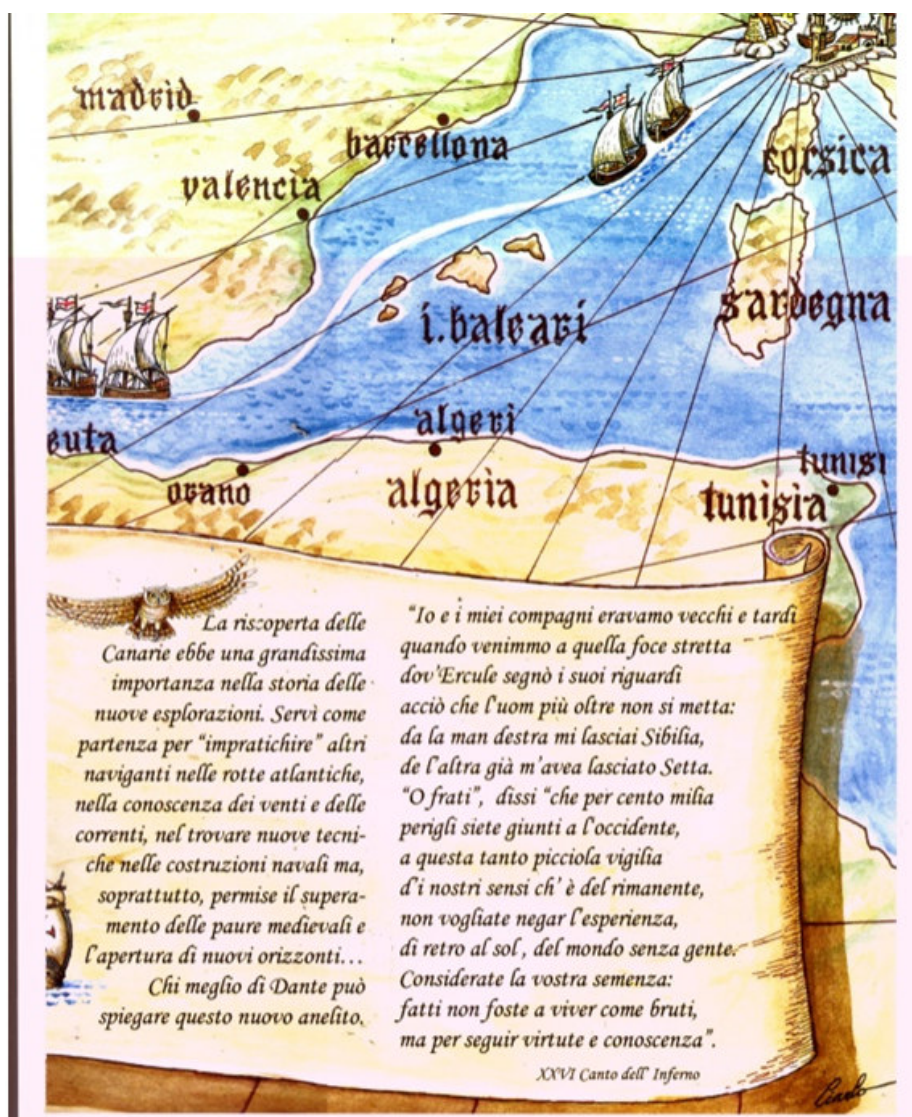 madrid
barcellona
valencia
corsica
sardegna
i. baleari
euta
algeri
orano
algeria
tunisi
tunisia
La riscoperta delle
Canarie ebbe una grandissima
importanza nella storia delle
nuove esplorazioni. Servì come
partenza per “impratichire” altri
naviganti nelle rotte atlantiche,
nella conoscenza dei venti e delle
correnti, nel trovare nuove tecni-
che nelle costruzioni navali ma,
soprattutto, permise il supera-
mento delle paure medievali e
l'apertura di nuovi orizzonti...
Chi meglio di Dante può
spiegare questo nuovo anelito.
“Io e i miei compagni eravamo vecchi e tardi
quando venimmo a quella foce stretta
dov'Ercule segnò i suoi riguardi
acciò che l'uom più oltre non si metta:
da la man destra mi lasciai Sibilia,
de l'altra già m'avea lasciato Setta.
“O frati”, dissi “che per cento milia
perigli siete giunti a l'occidente,
a questa tanto picciola vigilia
d'i nostri sensi ch' è del rimanente,
non vogliate negar l'esperienza,
di retro al sol, del mondo senza gente.
Considerate la vostra semenza:
fatti non foste a viver come bruti,
ma per seguir virtute e conoscenza”.
XXVI Canto dell' Inferno